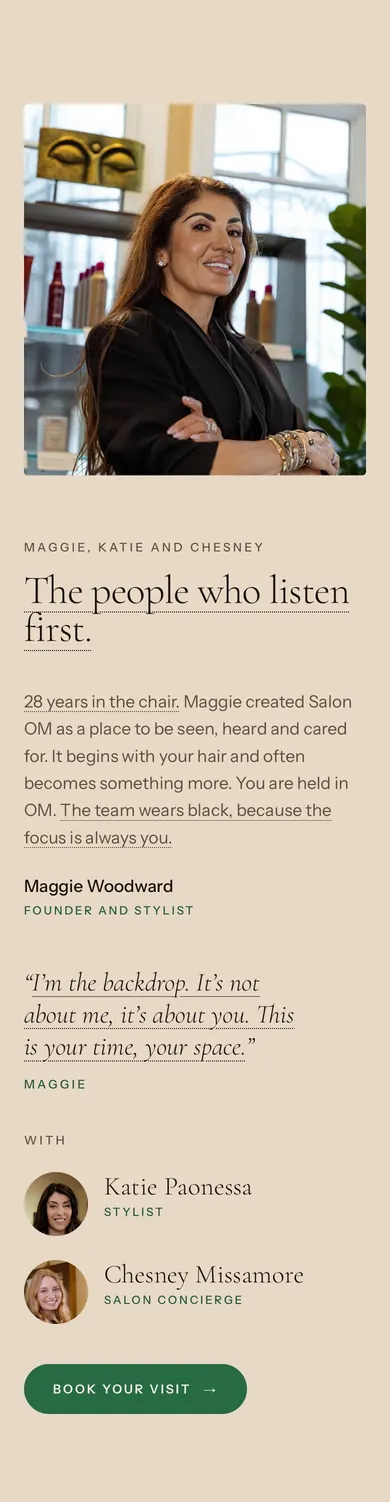 MAGGIE, KATIE AND CHESNEY
The people who listen
first.
28 years in the chair. Maggie created Salon
OM as a place to be seen, heard and cared
for. It begins with your hair and often
becomes something more. You are held in
OM. The team wears black, because the
focus is always you.
Maggie Woodward
FOUNDER AND STYLIST
“I’m the backdrop. It’s not
about me, it’s about you. This
is your time, your space.”
MAGGIE
WITH
Katie Paonessa
STYLIST
Chesney Missamore
SALON CONCIERGE
BOOK YOUR VISIT →